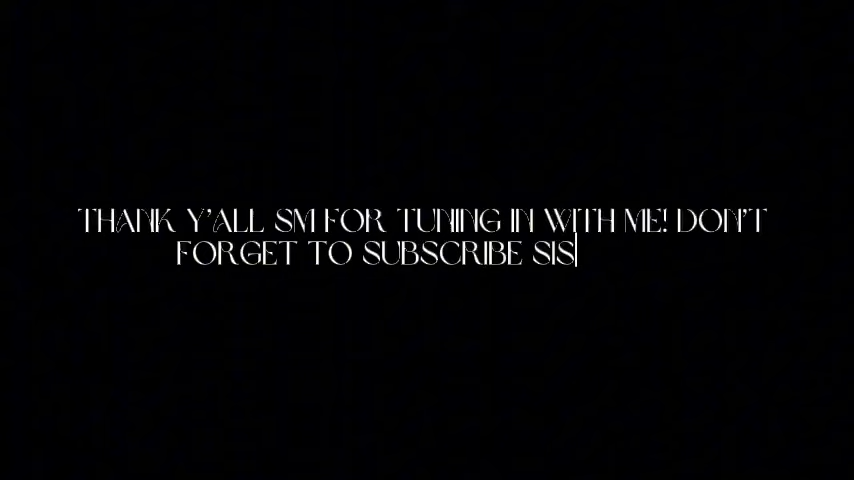 THANK Y'ALL SM FOR TUNING IN WITH ME! DON'T
FORGET TO SUBSCRIBE SIS